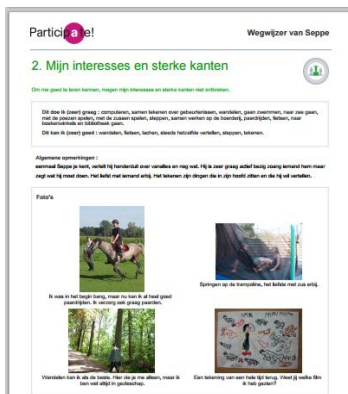 Particip a te!
Wegwijzer van Seppe
2. Mijn interesses en sterke kanten
Om me goed te leren kennen, mogen mijn interesses en sterke kanten niet ontbreken.
Dit doe ik (zeer) graag : computeren, samen tekenen over gebeurtenissen, wandelen, gaan zwemmen, naar zee gaan,
met de poezen spelen, met de zussen spelen, steppen, samen werken op de boerderij, paardrijden, fietsen, naar
boekenwinkels en bibliotheek gaan.
Dit kan ik (zeer) goed : wandelen, fietsen, lachen, steeds hetzelfde vertellen, steppen, tekenen.
Algemene opmerkingen :
eenmaal Seppe je kent, vertelt hij honderduit over vanalles en nog wat. Hij is zeer graag actief bezig zoang iemand hem maar
zegt wat hij moet doen. Het liefst met iemand erbij. Het tekenen zijn dingen die in zijn hoofd zitten en die hij wil vertellen.
Foto's
Ik was in het begin bang, maar nu kan ik al heel goed
paardrijden. Ik verzorg ook graag paarden.
Springen op de trampoline, het liefste met zus erbij.
Wandelen kan ik als de beste. Hier zie je me alleen, maar ik
ben wel altijd in gezelschap.
Een tekening van een hele tijd terug. Weet jij welke film
ik heb gezien?